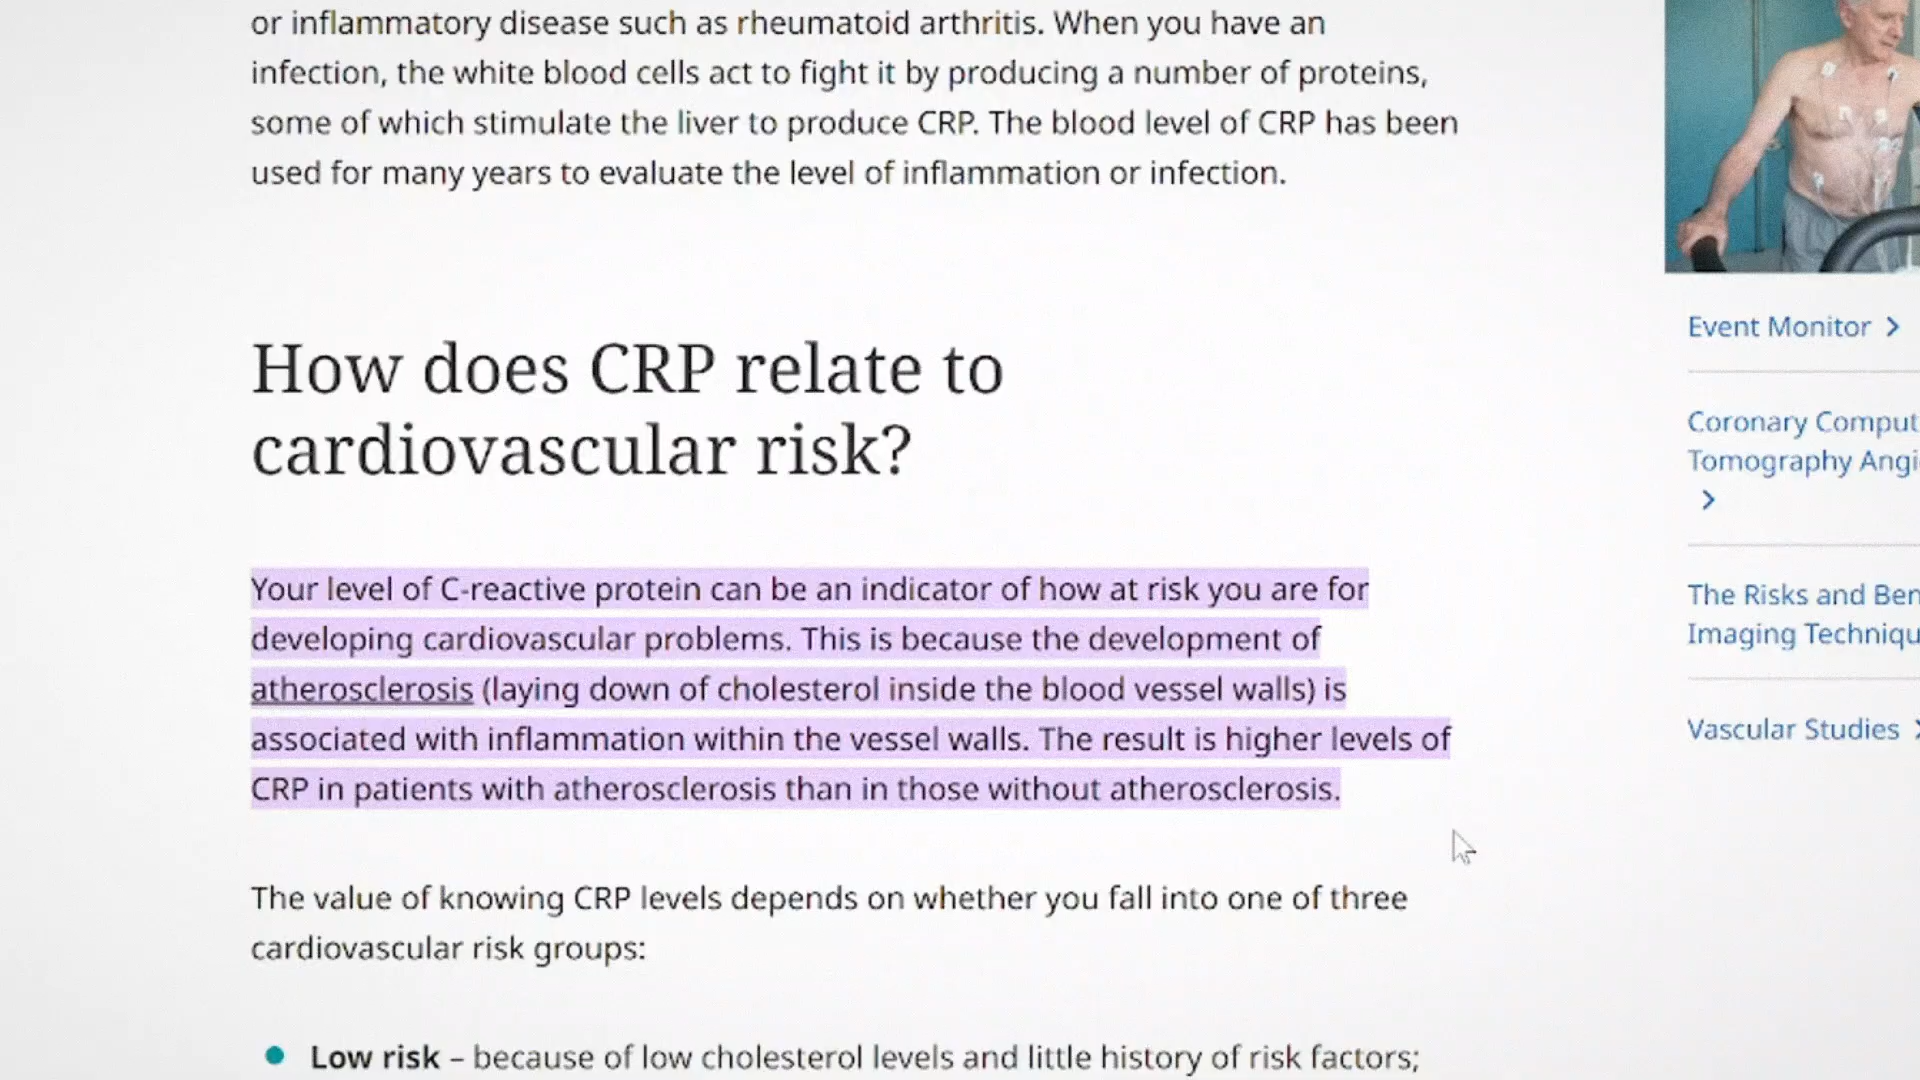 or inflammatory disease such as rheumatoid arthritis. When you have an
infection, the white blood cells act to fight it by producing a number of proteins,
some of which stimulate the liver to produce CRP. The blood level of CRP has been
used for many years to evaluate the level of inflammation or infection.
How does CRP relate to
cardiovascular risk?
Your level of C-reactive protein can be an indicator of how at risk you are for
developing cardiovascular problems. This is because the development of
atherosclerosis (laying down of cholesterol inside the blood vessel walls) is
associated with inflammation within the vessel walls. The result is higher levels of
CRP in patients with atherosclerosis than in those without atherosclerosis.
The value of knowing CRP levels depends on whether you fall into one of three
cardiovascular risk groups:
Low risk – because of low cholesterol levels and little history of risk factors;
Event Monitor
Coronary Comput
Tomography Angi
The Risks and Ben
Imaging Techniqu
Vascular Studies